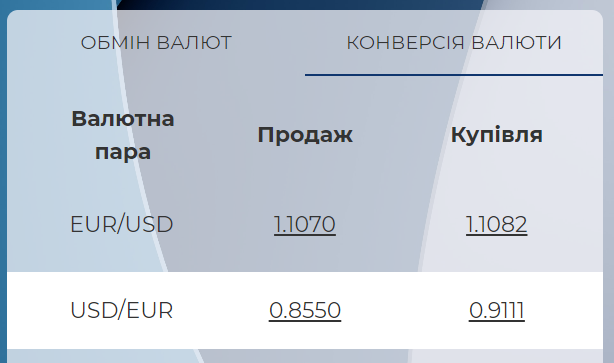 ОБМІН ВАЛЮТ КОНВЕРСІЯ ВАЛЮТИ
Валютна
пара Продаж Купівля
EUR/USD 1.1070 1.1082
USD/EUR 0.8550 0.9111